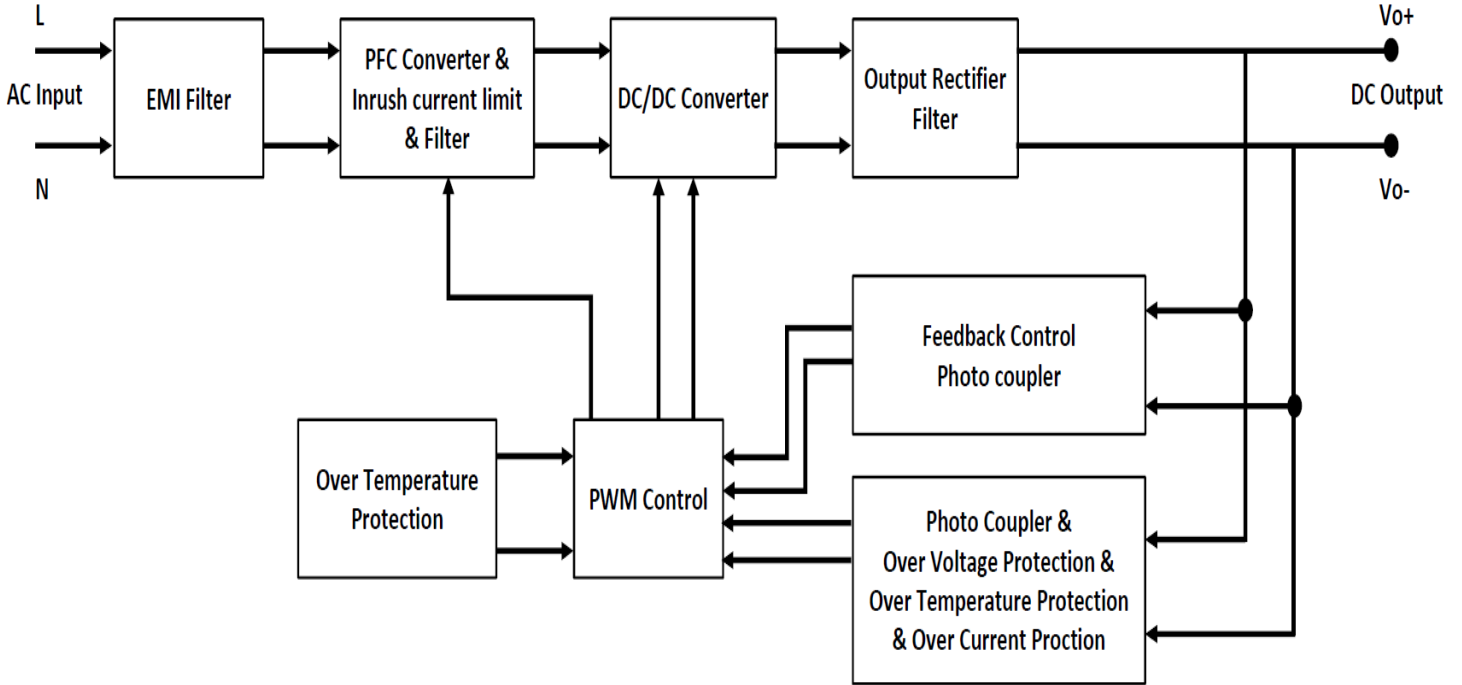 L
AC Input
N
EMI Filter
PFC Converter &
Inrush current limit
& Filter
DC/DC Converter
Output Rectifier
Filter
Vo+
DC Output
Vo-
Feedback Control
Photo coupler
Over Temperature
Protection
PWM Control
Photo Coupler &
Over Voltage Protection &
Over Temperature Protection
& Over Current Proction